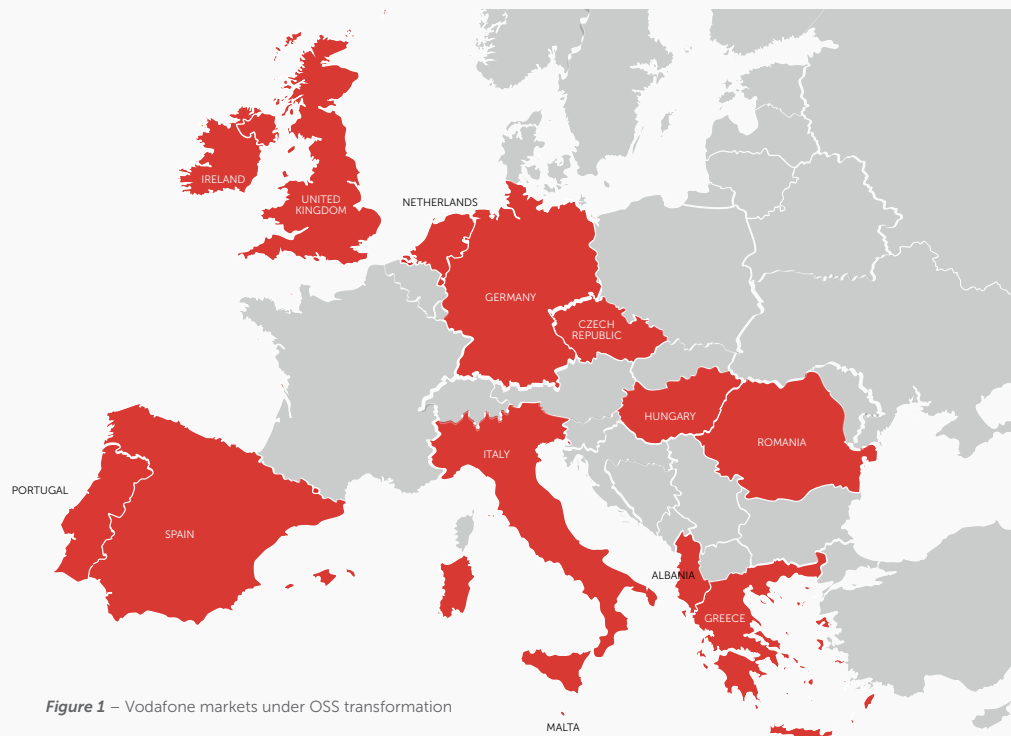 IRELAND
UNITED
KINGDOM
NETHERLANDS
GERMANY
CZECH
REPUBLIC
HUNGARY
ROMANIA
ITALY
PORTUGAL
SPAIN
ALBANIA
GREECE
Figure 1 – Vodafone markets under OSS transformation
MALTA